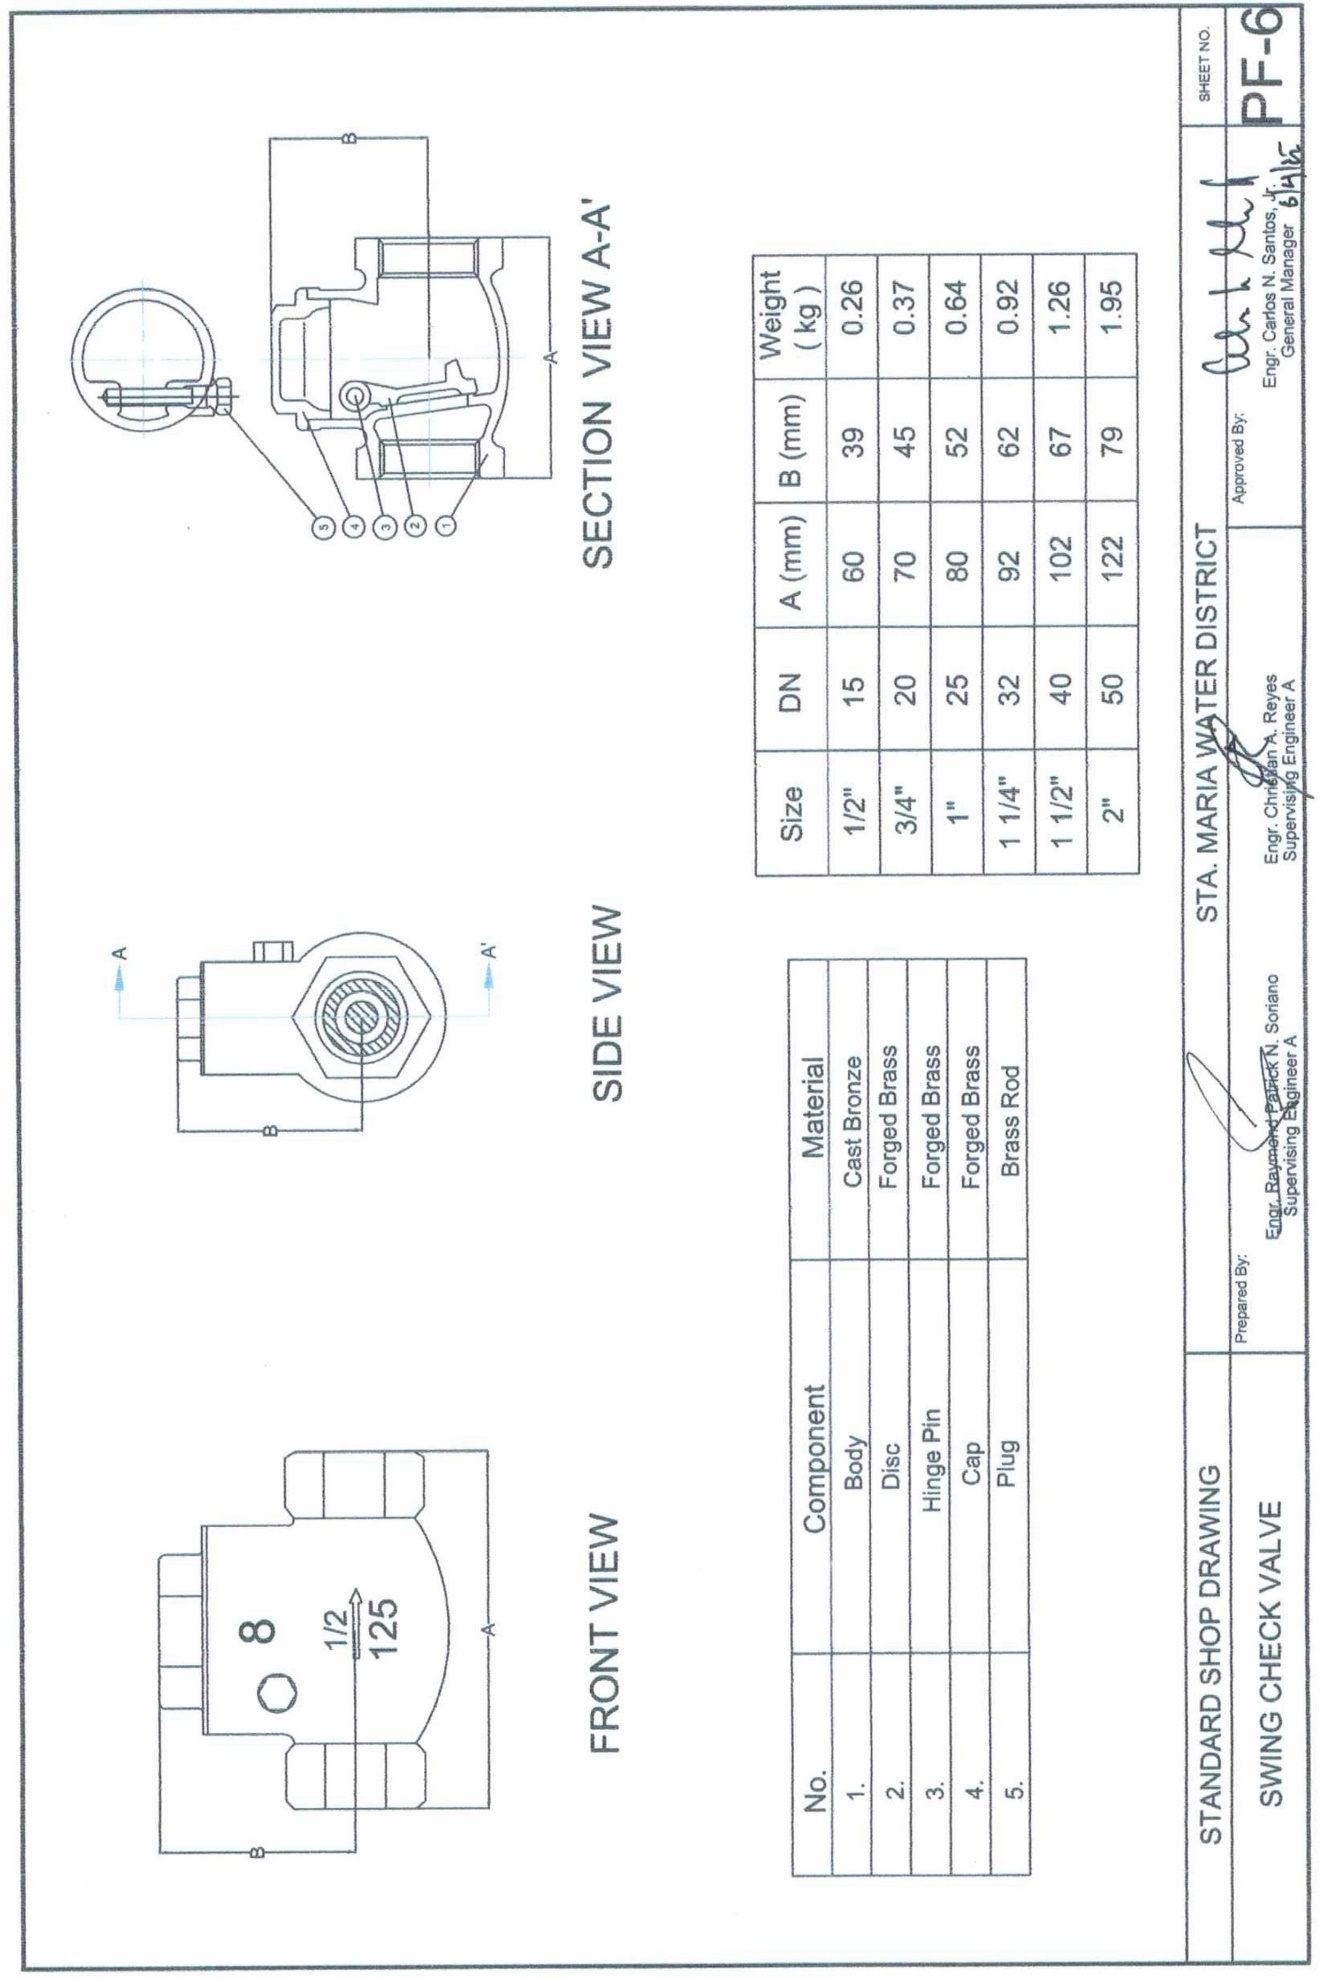 8
1/2
125
B
A
FRONT VIEW
A
A'
B
SIDE VIEW
5
4
3
2
1
B
A
SECTION VIEW A-A'
No. Component Material
1. Body Cast Bronze
2. Disc Forged Brass
3. Hinge Pin Forged Brass
4. Cap Forged Brass
5. Plug Brass Rod
Size DN A (mm) B (mm) Weight ( kg )
1/2" 15 60 39 0.26
3/4" 20 70 45 0.37
1" 25 80 52 0.64
1 1/4" 32 92 62 0.92
1 1/2" 40 102 67 1.26
2" 50 122 79 1.95
STANDARD SHOP DRAWING
SWING CHECK VALVE
STA. MARIA WATER DISTRICT
Prepared By:
Engr. Raymond Patrick N. Soriano
Supervising Engineer A
Engr. Christian A. Reyes
Supervising Engineer A
Approved By:
Engr. Carlos N. Santos, Jr.
General Manager
SHEET NO.
PF-6